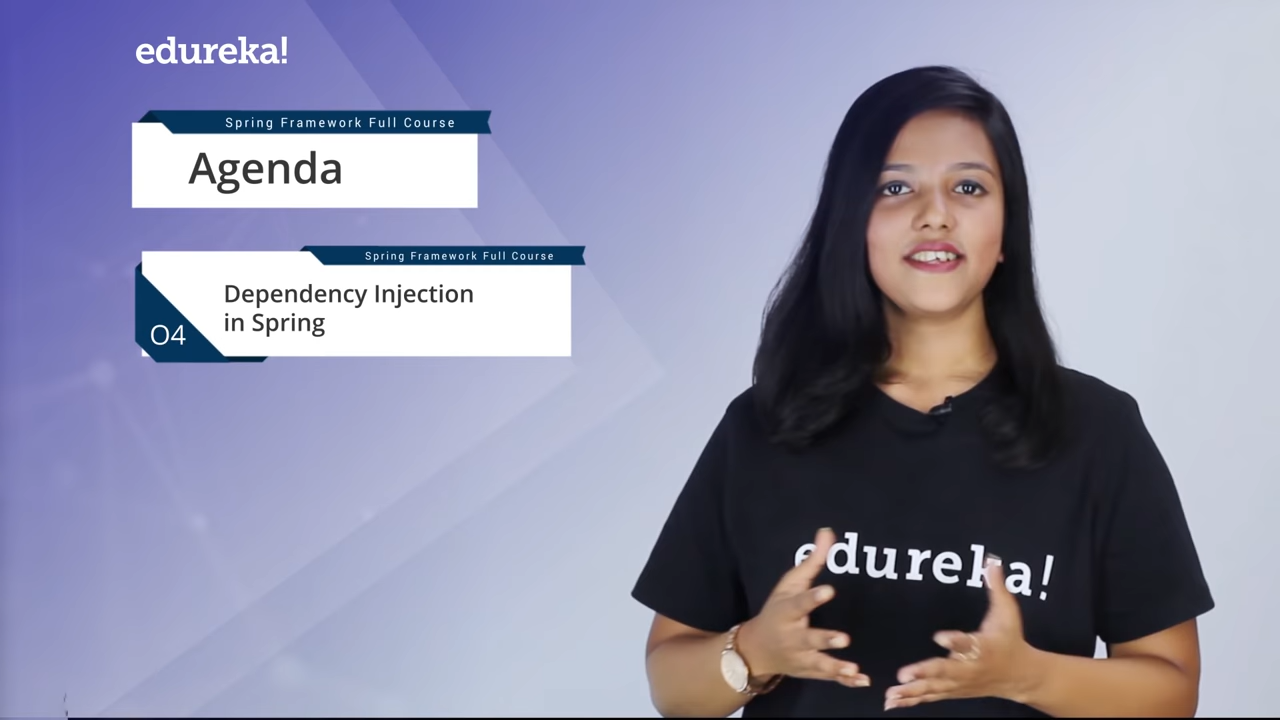 edureka!
Spring Framework Full Course
Agenda
Spring Framework Full Course
Dependency Injection
in Spring
04
edureka!